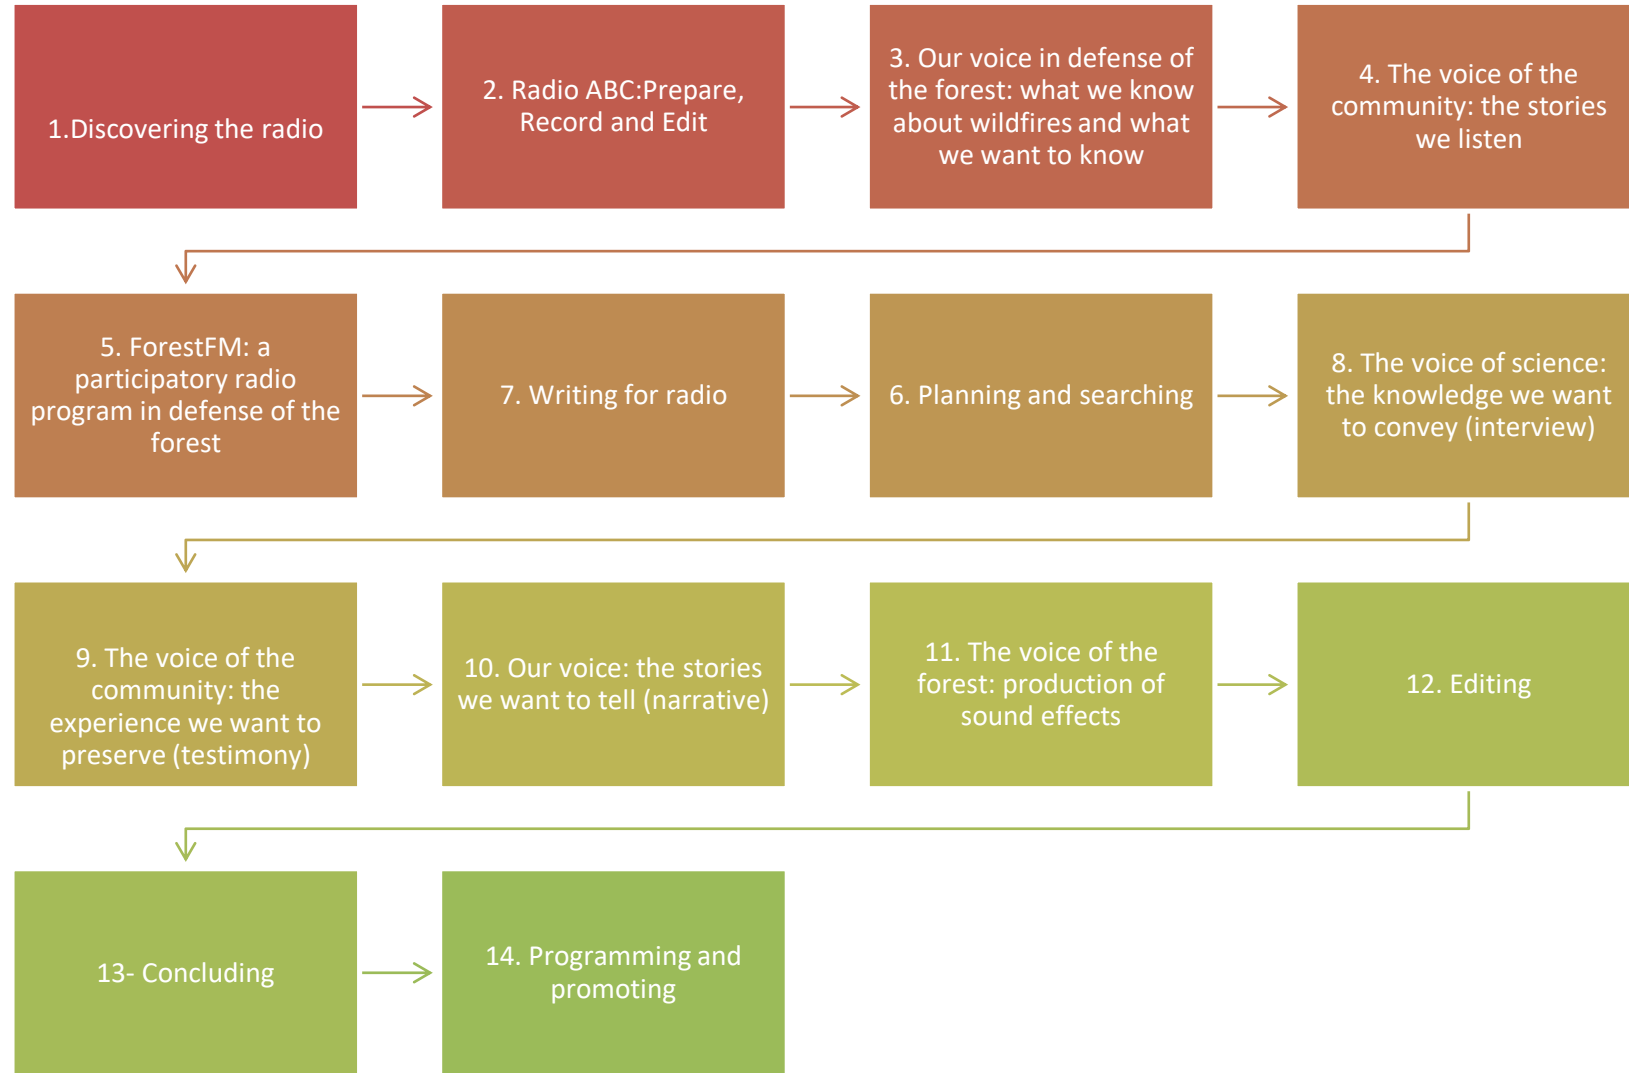 1.Discovering the radio
2. Radio ABC:Prepare,
Record and Edit
3. Our voice in defense of
the forest: what we know
about wildfires and what
we want to know
4. The voice of the
community: the stories
we listen
5. ForestFM: a
participatory radio
program in defense of the
forest
7. Writing for radio
6. Planning and searching
8. The voice of science:
the knowledge we want
to convey (interview)
9. The voice of the
community: the
experience we want to
preserve (testimony)
10. Our voice: the stories
we want to tell (narrative)
11. The voice of the
forest: production of
sound effects
12. Editing
13- Concluding
14. Programming and
promoting